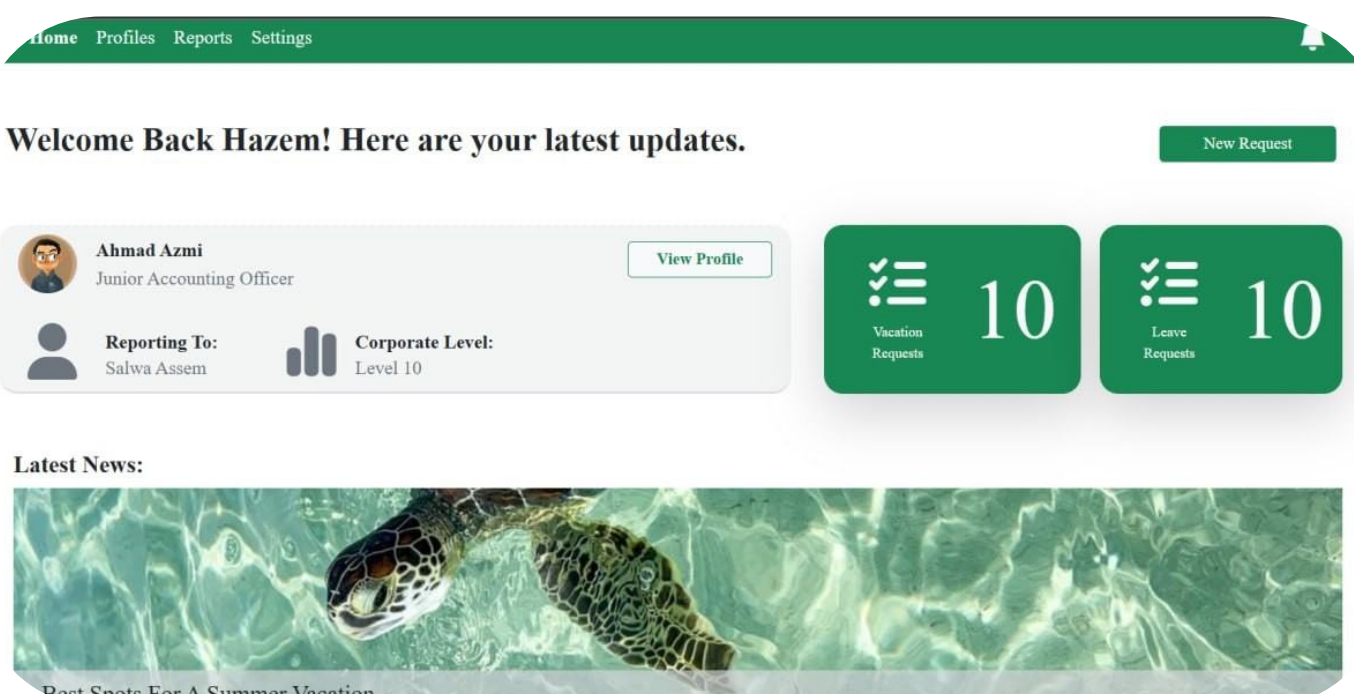 Home Profiles Reports Settings
Welcome Back Hazem! Here are your latest updates.
New Request
Ahmad Azmi
Junior Accounting Officer
View Profile
Reporting To:
Salwa Assem
Corporate Level:
Level 10
Vacation
Requests
10
Leave
Requests
10
Latest News:
Best Spots For A Summer Vacation